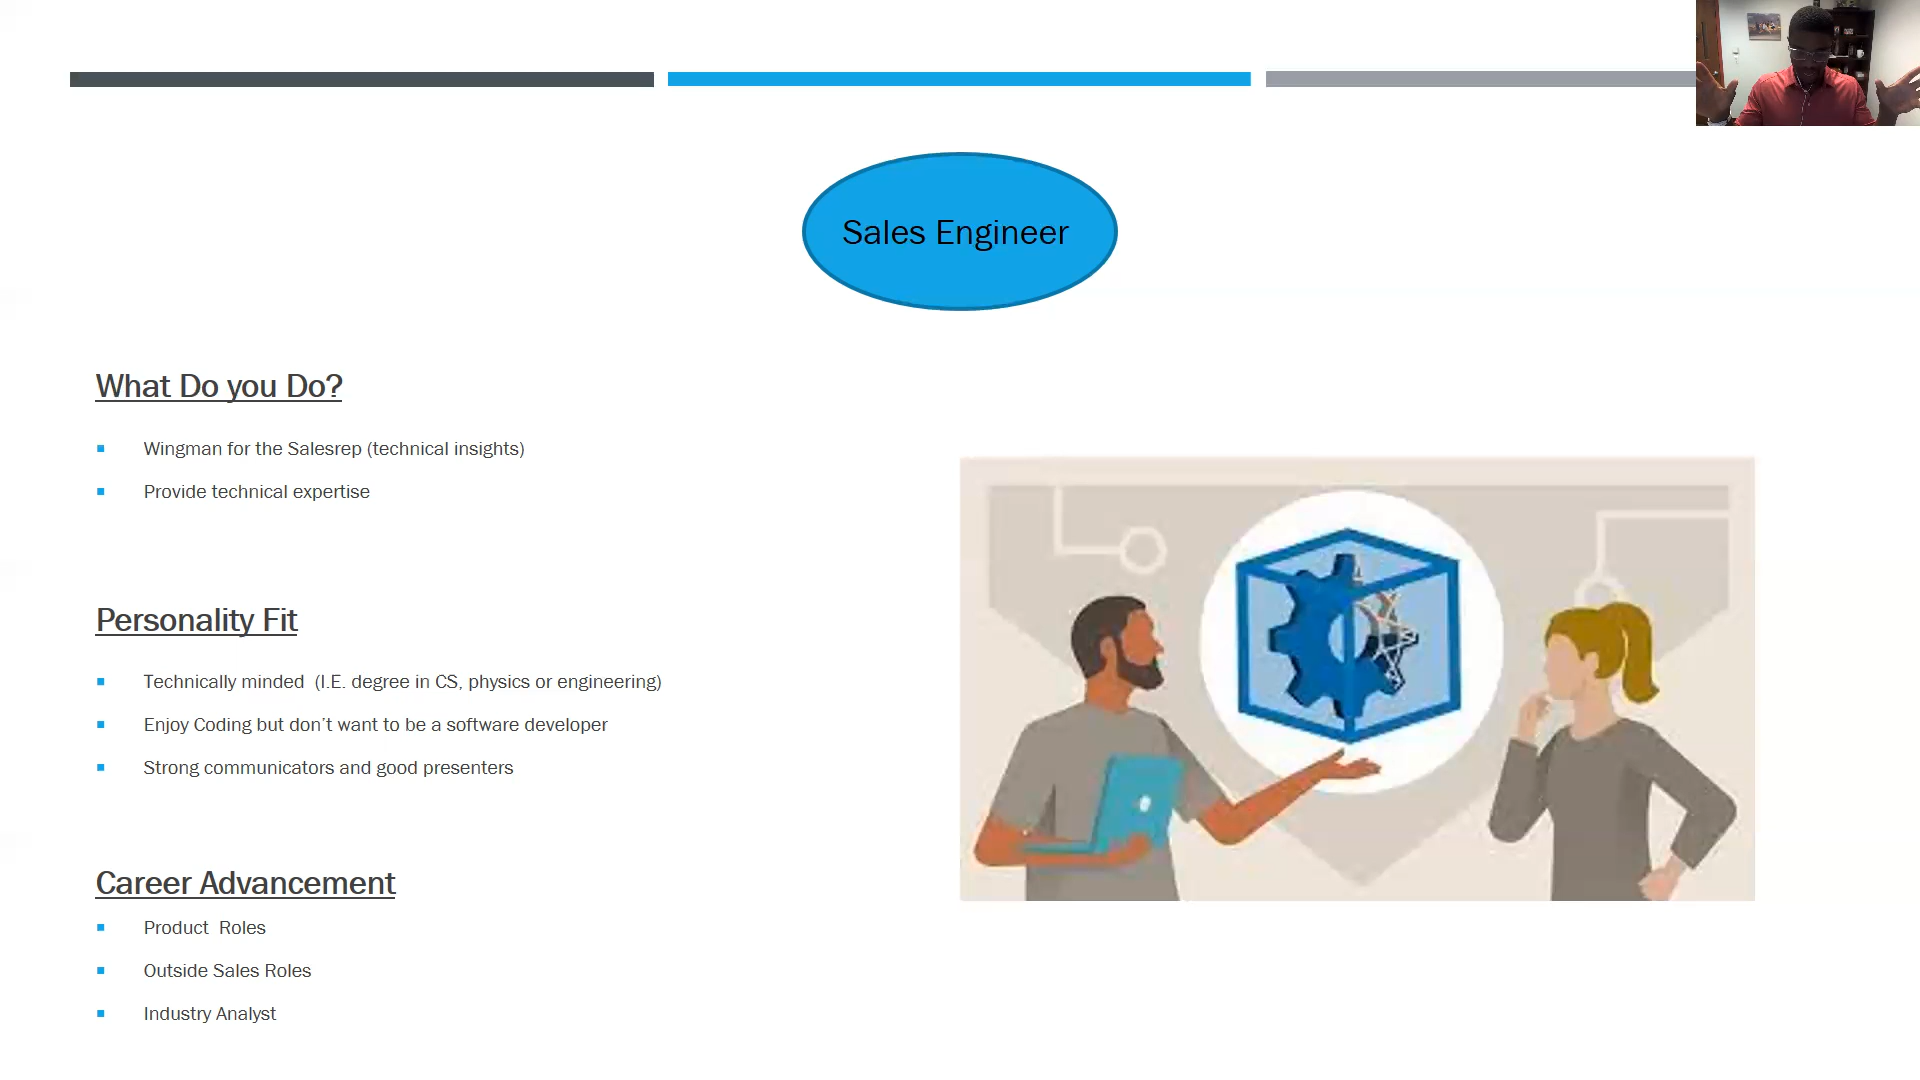 Sales Engineer
What Do you Do?
Wingman for the Salesrep (technical insights)
Provide technical expertise
Personality Fit
Technically minded  (I.E. degree in CS, physics or engineering)
Enjoy Coding but don’t want to be a software developer
Strong communicators and good presenters
Career Advancement
Product  Roles
Outside Sales Roles
Industry Analyst